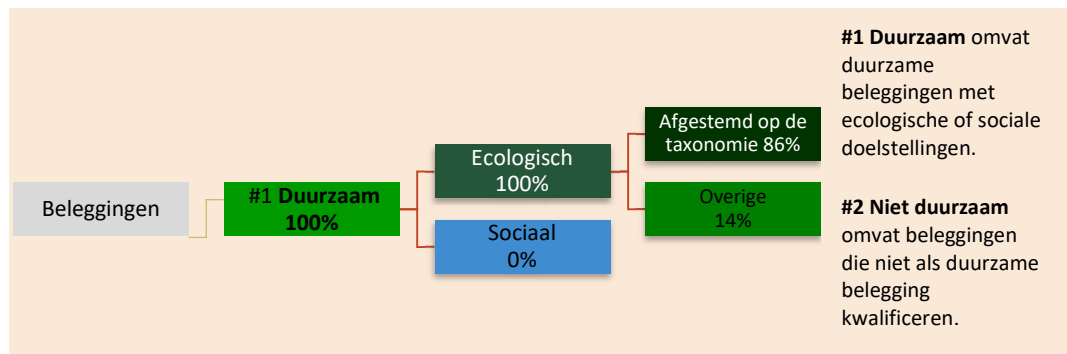 Beleggingen
#1 Duurzaam
100%
Ecologisch
100%
Sociaal
0%
Afgestemd op de
taxonomie 86%
Overige
14%
#1 Duurzaam omvat
duurzame
beleggingen met
ecologische of sociale
doelstellingen.
#2 Niet duurzaam
omvat beleggingen
die niet als duurzame
belegging
kwalificeren.